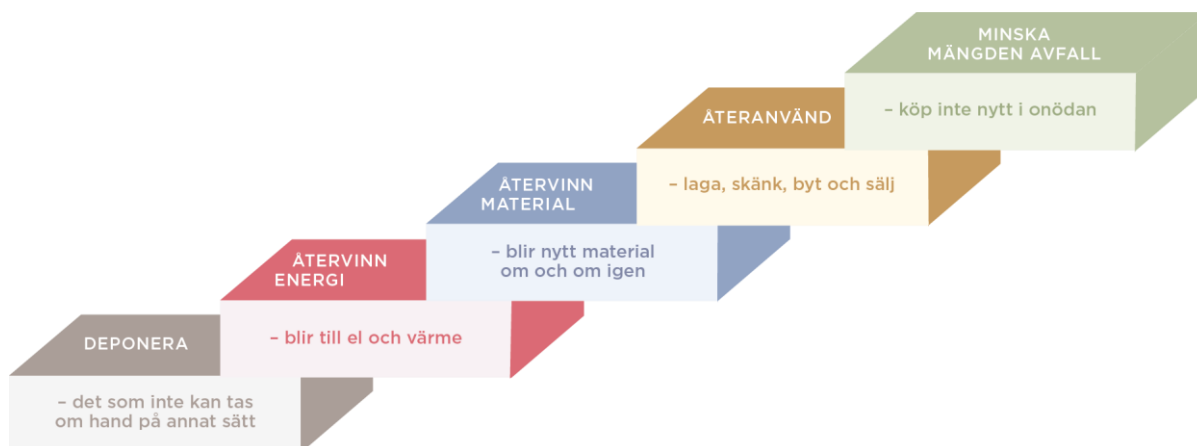 MINSKA
MÄNGDEN AVFALL
– köp inte nytt i onödan
ÅTERANVÄND
– laga, skänk, byt och sälj
ÅTERVINN
MATERIAL
– blir nytt material
om och om igen
ÅTERVINN
ENERGI
– blir till el och värme
DEPONERA
– det som inte kan tas
om hand på annat sätt